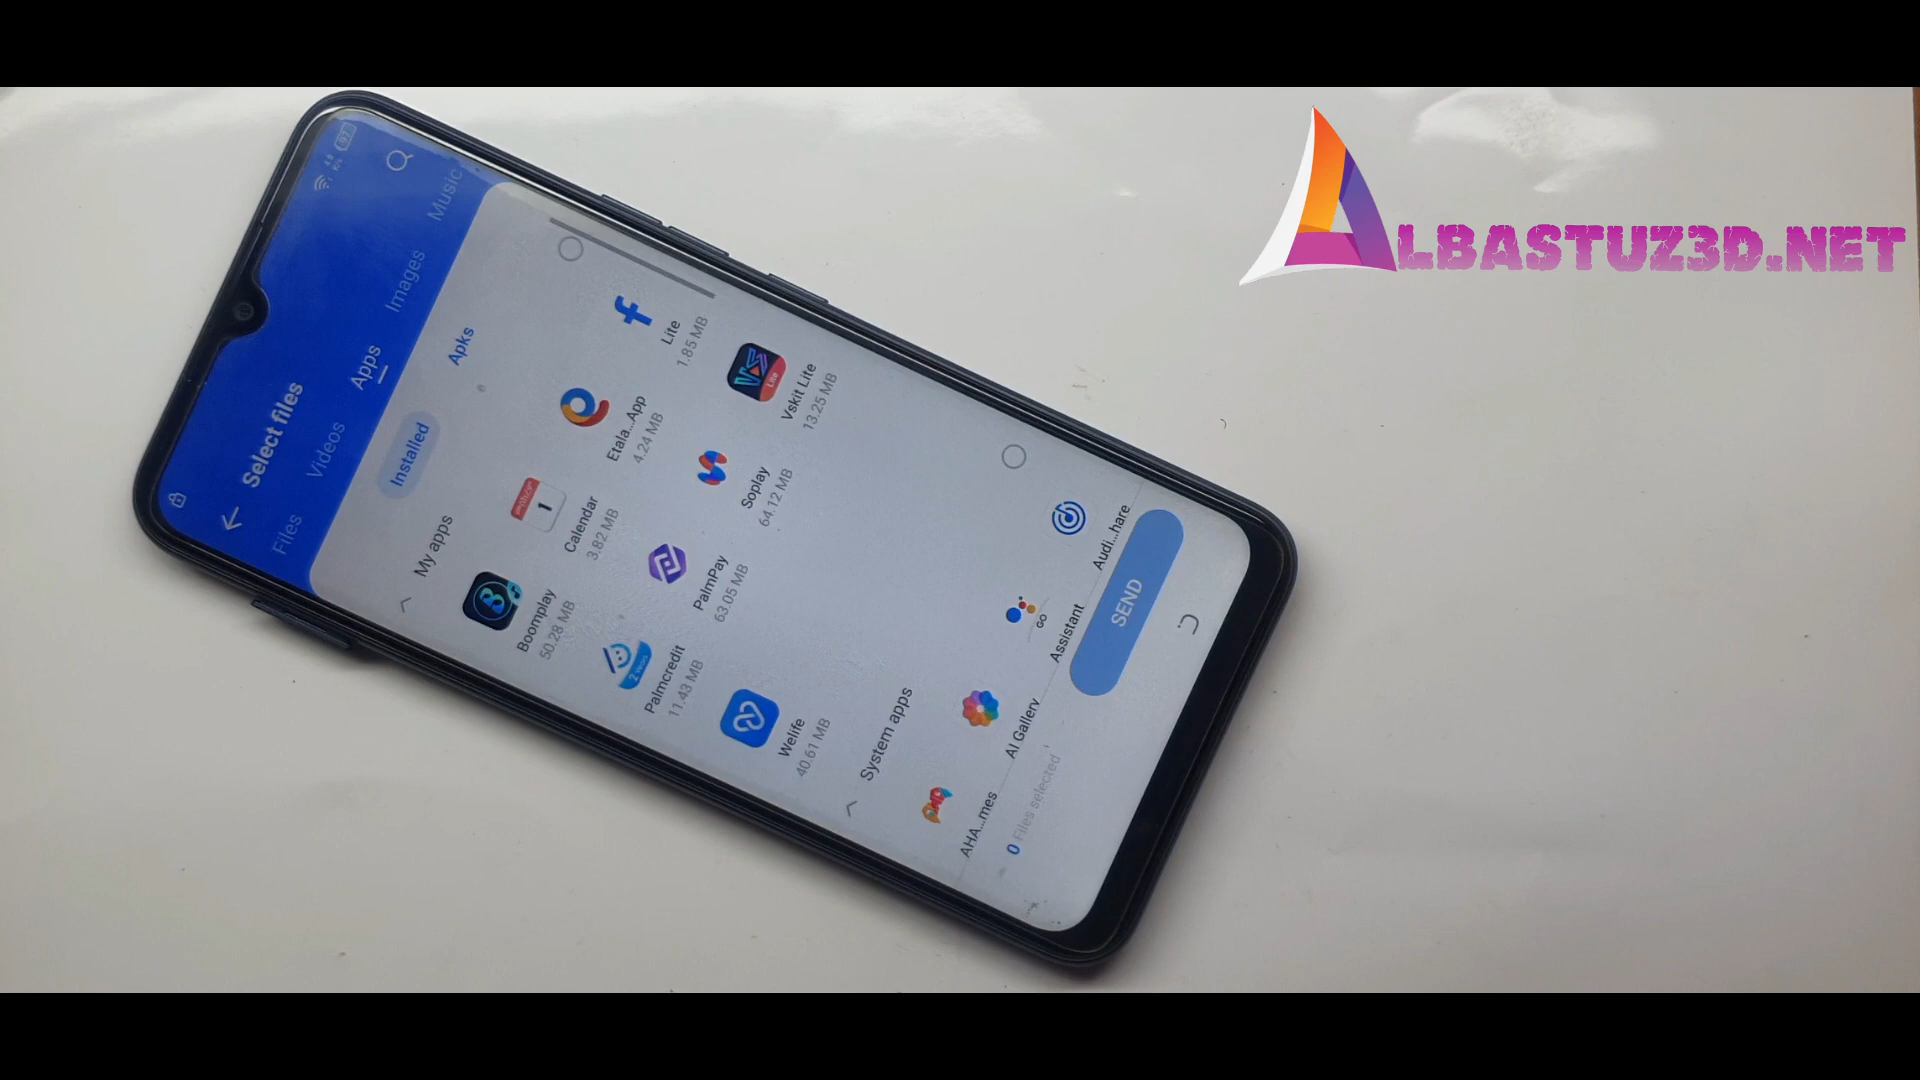 ALBASTUZ3D.NET
97
Select files
Files Videos Apps Images Music
Installed Apks
My apps
Boomplay Calendar Etala...App Lite
50.28 MB 3.82 MB 4.24 MB 1.85 MB
Palmcredit PalmPay Soplay Vskit Lite
11.43 MB 63.05 MB 64.12 MB 13.25 MB
Welife
40.61 MB
System apps
AHA...mes AI Gallery Assistant Audi...hare
0 Files selected SEND